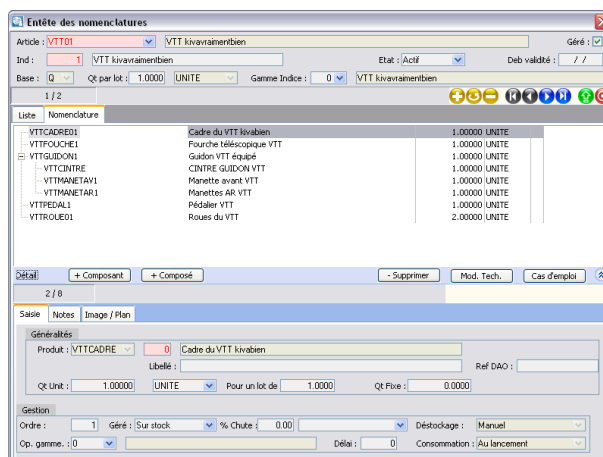 Entête des nomenclatures
Article : VTT01 VTT kivavraimentbien Géré :
Ind : 1 VTT kivavraimentbien Etat : Actif Deb validité : / /
Base : Q Qt par lot : 1.0000 UNITE Gamme Indice : 0 VTT kivavraimentbien
1 / 2
Liste Nomenclature
VTTCADRE01 Cadre du VTT kivabien 1.00000 UNITE
VTTFOUCHE1 Fourche téléscopique VTT 1.00000 UNITE
VTTGUIDON1 Guidon VTT équipé 1.00000 UNITE
VTTCINTRE CINTRE GUIDON VTT 1.00000 UNITE
VTTMANETAV1 Manette avant VTT 1.00000 UNITE
VTTMANETAR1 Manettes AR VTT 1.00000 UNITE
VTTPEDAL1 Pédalier VTT 1.00000 UNITE
VTTROUE01 Roues du VTT 2.00000 UNITE
Détail + Composant + Composé - Supprimer Mod. Tech. Cas d'emploi
2 / 8
Saisie Notes Image / Plan
Généralités
Produit : VTTCADRE 0 Cadre du VTT kivabien
Libellé : Ref DAO :
Qt Unit : 1.00000 UNITE Pour un lot de 1.0000 Qt Fixe : 0.0000
Gestion
Ordre : 1 Géré : Sur stock % Chute : 0.00 Déstockage : Manuel
Op. gamme. : 0 Délai : 0 Consommation : Au lancement